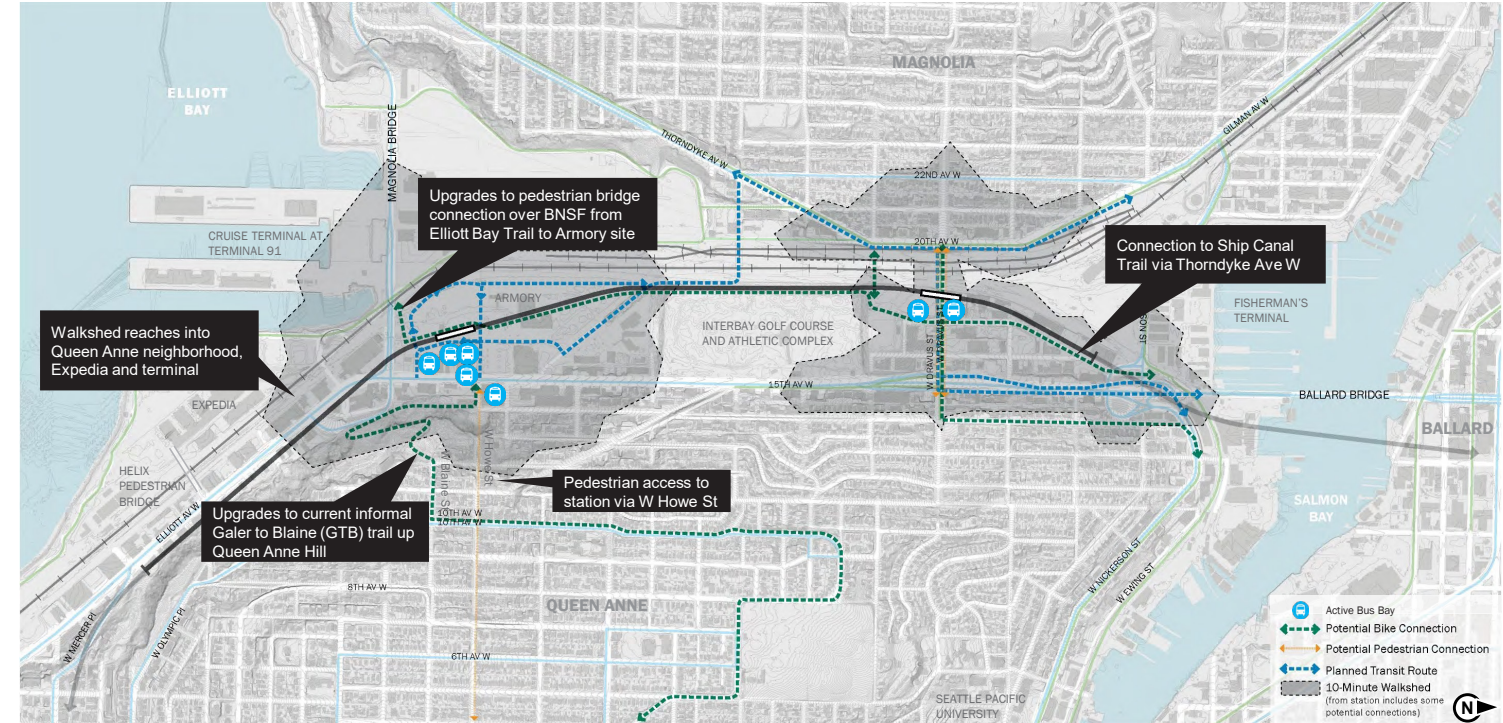 MAGNOLIA
ELLIOTT
BAY
MAGNOLIA BRIDGE
THORNDYKE AV W
GILMAN AV W
22ND AV W
20TH AV W
Upgrades to pedestrian bridge
connection over BNSF from
Elliott Bay Trail to Armory site
CRUISE TERMINAL AT
TERMINAL 91
Connection to Ship Canal
Trail via Thorndyke Ave W
ARMORY
FISHERMAN'S
TERMINAL
Walkshed reaches into
Queen Anne neighborhood,
Expedia and terminal
INTERBAY GOLF COURSE
AND ATHLETIC COMPLEX
W DRAVUS ST
SON ST
15TH AV W
BALLARD BRIDGE
EXPEDIA
BALLARD
W Howe St
W Blaine S
HELIX
PEDESTRIAN
BRIDGE
Pedestrian access to
station via W Howe St
SALMON
BAY
Upgrades to current informal
Galer to Blaine (GTB) trail up
Queen Anne Hill
10TH AV W
10TH AV W
ELLIOTT AV W
8TH AV W
QUEEN ANNE
W NICKERSON ST
W EWING ST
W MERCER PL
W OLYMPIC PL
6TH AV W
SEATTLE PACIFIC
UNIVERSITY
Active Bus Bay
Potential Bike Connection
Potential Pedestrian Connection
Planned Transit Route
10-Minute Walkshed
(from station includes some
potential connections)
N